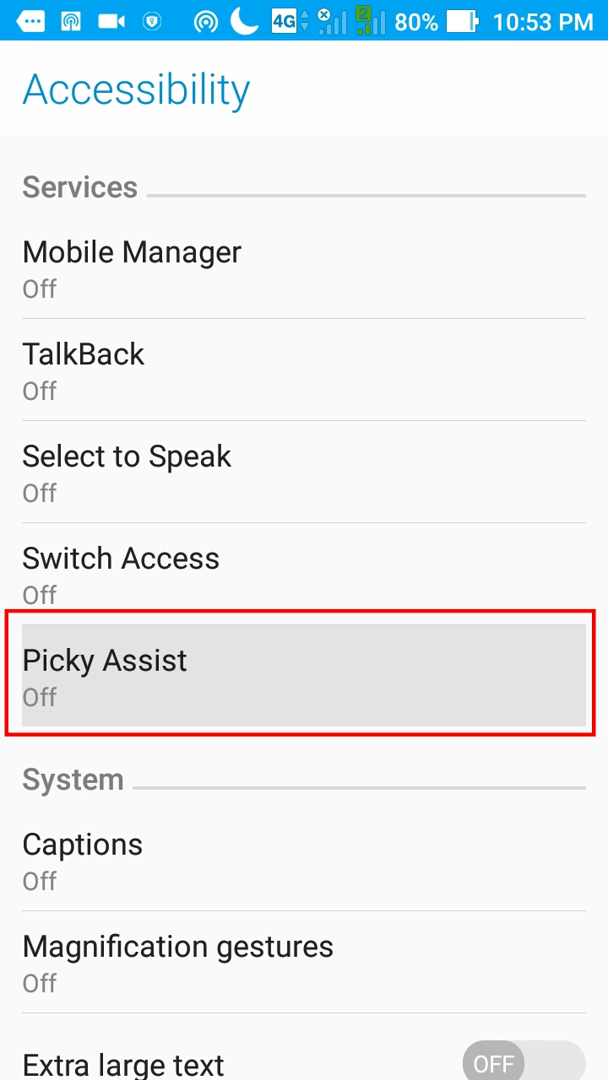 4G 2 80% 10:53 PM
Accessibility
Services
Mobile Manager
Off
TalkBack
Off
Select to Speak
Off
Switch Access
Off
Picky Assist
Off
System
Captions
Off
Magnification gestures
Off
Extra large text
OFF